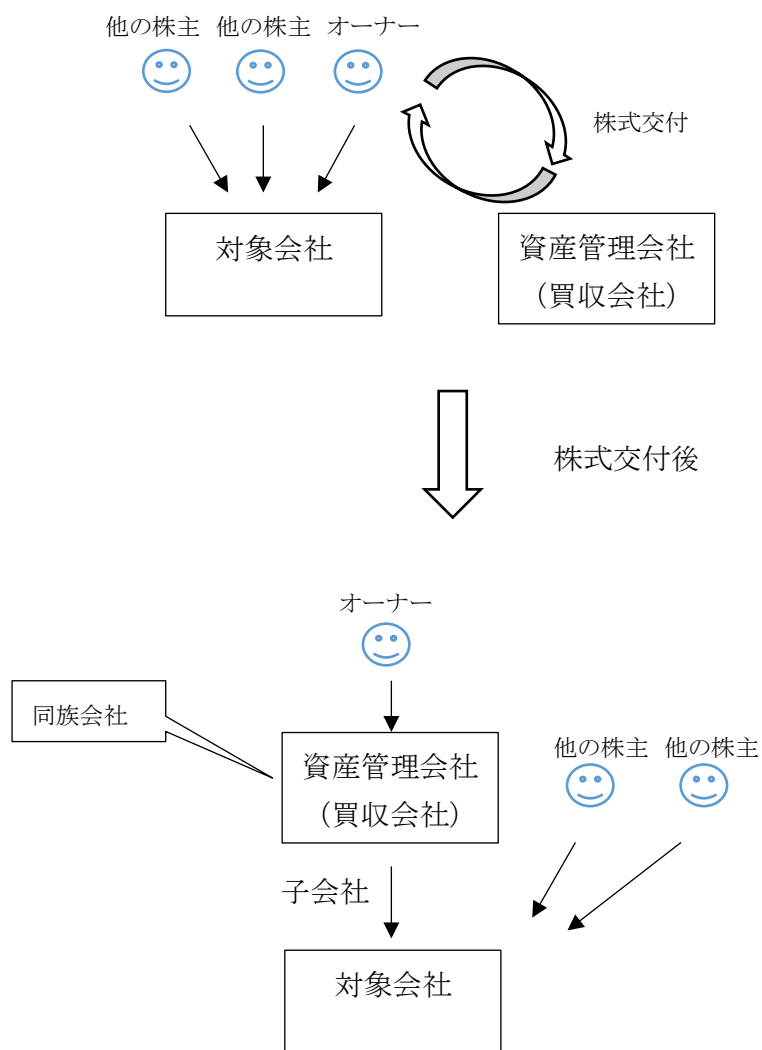 他の株主 他の株主 オーナー
株式交付
対象会社
資産管理会社
（買収会社）
株式交付後
オーナー
同族会社
資産管理会社
（買収会社）
他の株主 他の株主
子会社
対象会社